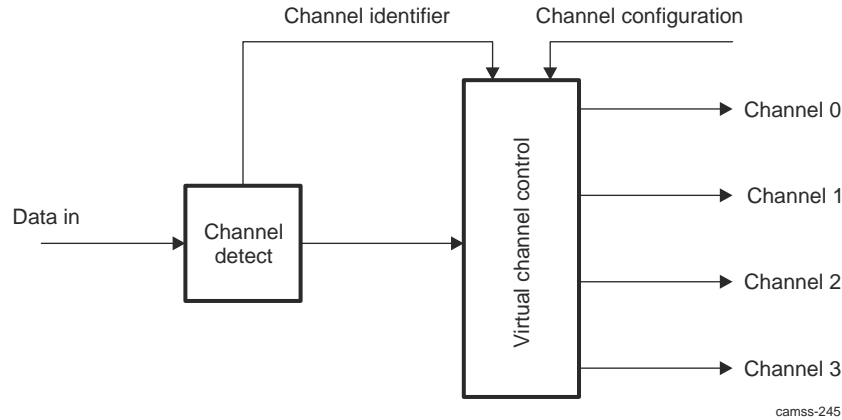 Channel identifier
Channel configuration
Channel 0
Channel 1
Data in
Channel
detect
Virtual channel control
Channel 2
Channel 3
camss-245